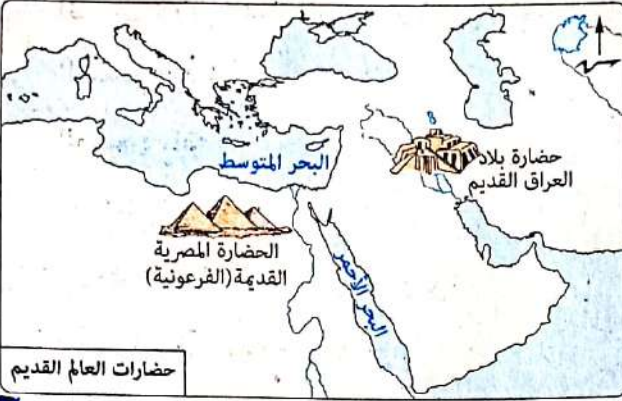 البحر المتوسط
حضارة بلاد
العراق القديم
الحضارة المصرية
القديمة (الفرعونية)
البحر الأحمر
حضارات العالم القديم